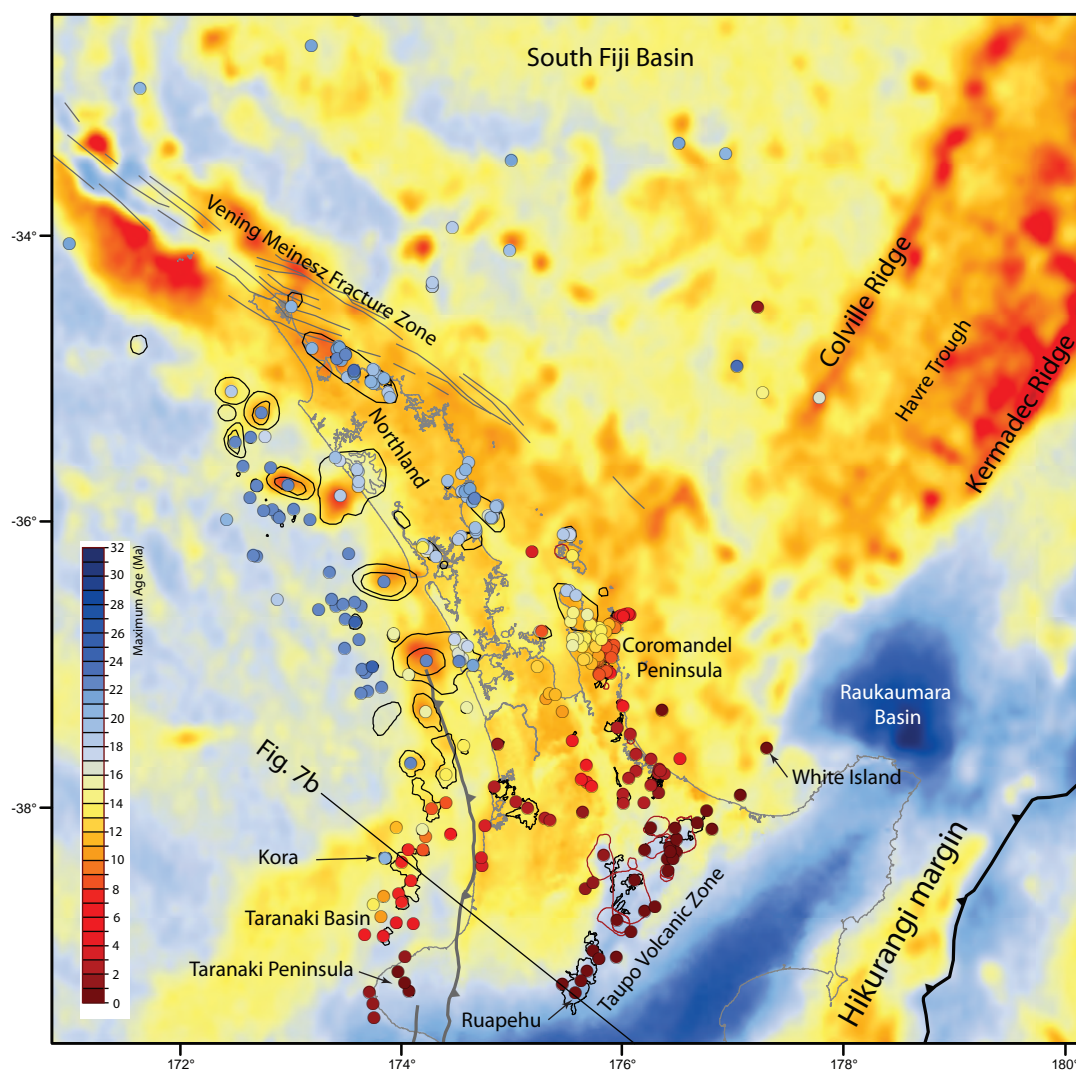 South Fiji Basin
-34°
Vening Meinesz Fracture Zone
Colville Ridge
Havre Trough
Kermadec Ridge
Northland
-36°
32
30
28
26
24
22
20
18
16
14
12
10
8
6
4
2
0
Maximum Age (Ma)
Coromandel
Peninsula
Raukaumara
Basin
Fig. 7b
White Island
-38°
Kora
Taranaki Basin
Taranaki Peninsula
Ruapehu
Taupo Volcanic Zone
Hikurangi margin
172°
174°
176°
178°
180°